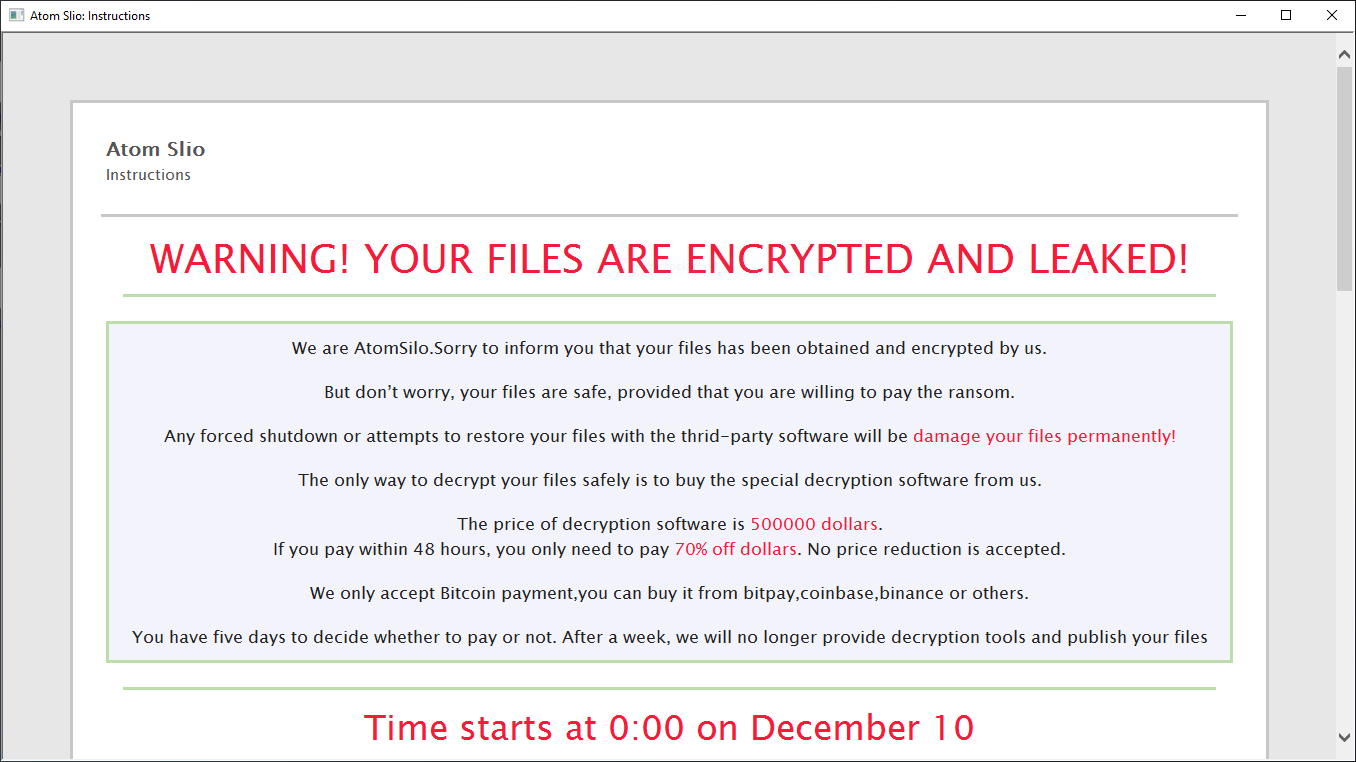 Atom Slio: Instructions
Atom Slio
Instructions
WARNING! YOUR FILES ARE ENCRYPTED AND LEAKED!
We are AtomSilo.Sorry to inform you that your files has been obtained and encrypted by us.
But don’t worry, your files are safe, provided that you are willing to pay the ransom.
Any forced shutdown or attempts to restore your files with the thrid-party software will be damage your files permanently!
The only way to decrypt your files safely is to buy the special decryption software from us.
The price of decryption software is 500000 dollars.
If you pay within 48 hours, you only need to pay 70% off dollars. No price reduction is accepted.
We only accept Bitcoin payment,you can buy it from bitpay,coinbase,binance or others.
You have five days to decide whether to pay or not. After a week, we will no longer provide decryption tools and publish your files
Time starts at 0:00 on December 10